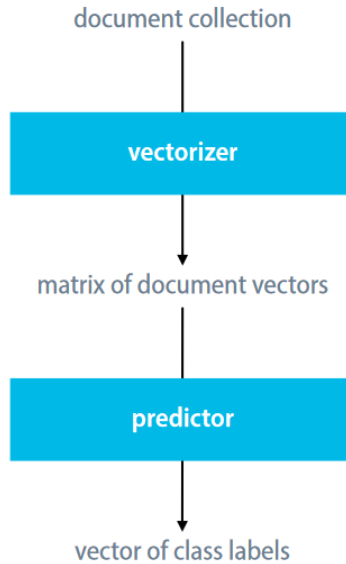 document collection
vectorizer
matrix of document vectors
predictor
vector of class labels